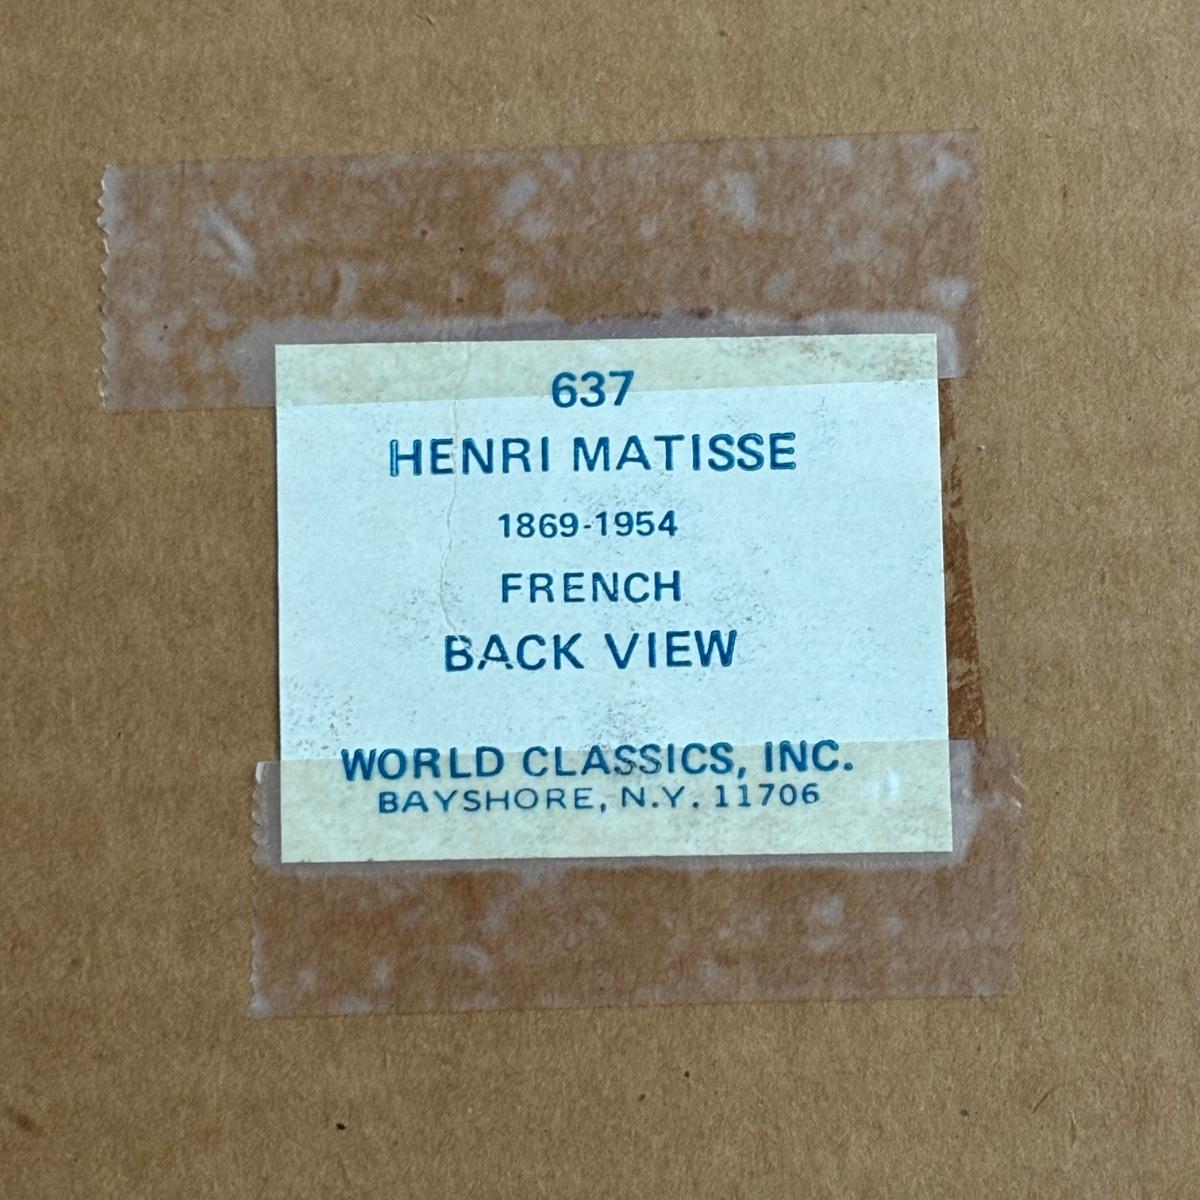 637
HENRI MATISSE
1869-1954
FRENCH
BACK VIEW
WORLD CLASSICS, INC.
BAYSHORE, N.Y. 11706